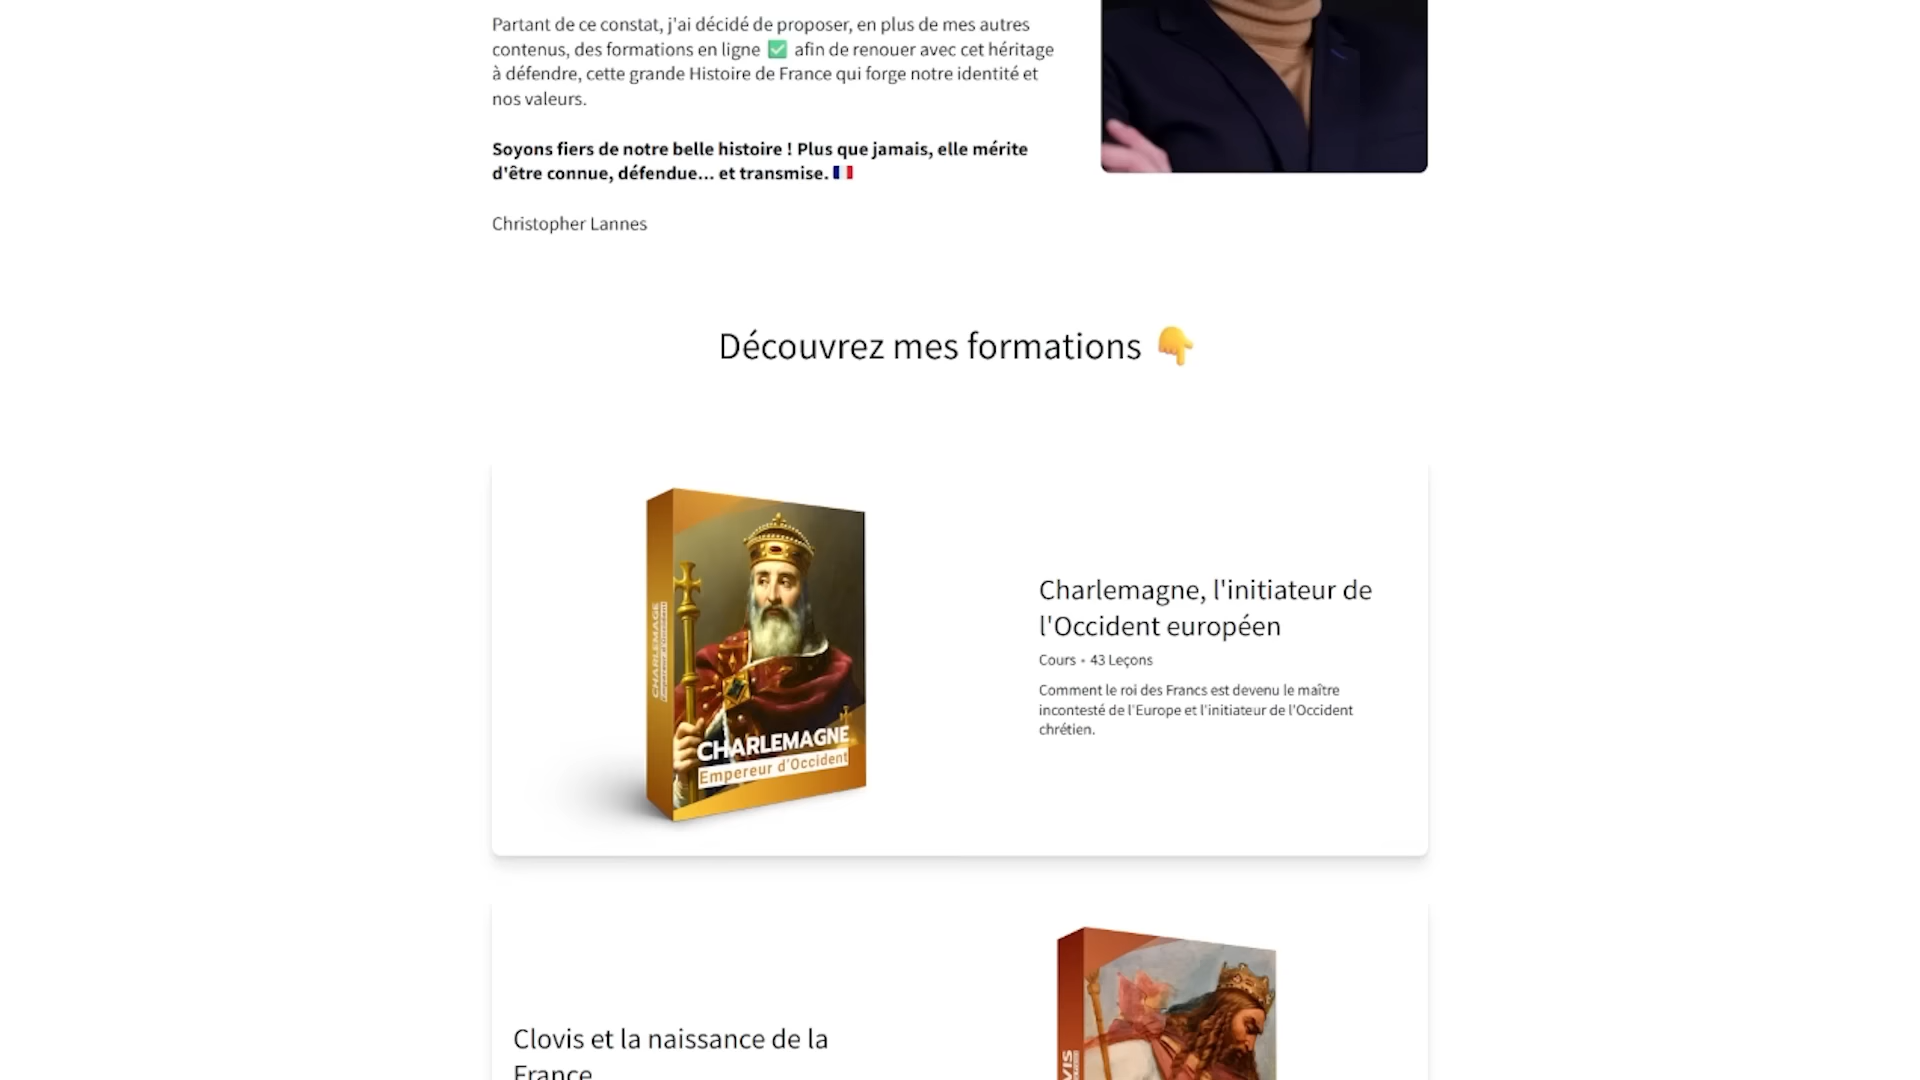 Partant de ce constat, j'ai décidé de proposer, en plus de mes autres
contenus, des formations en ligne ✅ afin de renouer avec cet héritage
à défendre, cette grande Histoire de France qui forge notre identité et
nos valeurs.
Soyons fiers de notre belle histoire ! Plus que jamais, elle mérite
d'être connue, défendue... et transmise. 🇫🇷
Christopher Lannes
Découvrez mes formations 👇
CHARLEMAGNE
Empereur d'Occident
CHARLEMAGE
Empereur d'Occident
Charlemagne, l'initiateur de
l'Occident européen
Cours • 43 Leçons
Comment le roi des Francs est devenu le maître
incontesté de l'Europe et l'initiateur de l'Occident
chrétien.
Clovis et la naissance de la
France
VIS